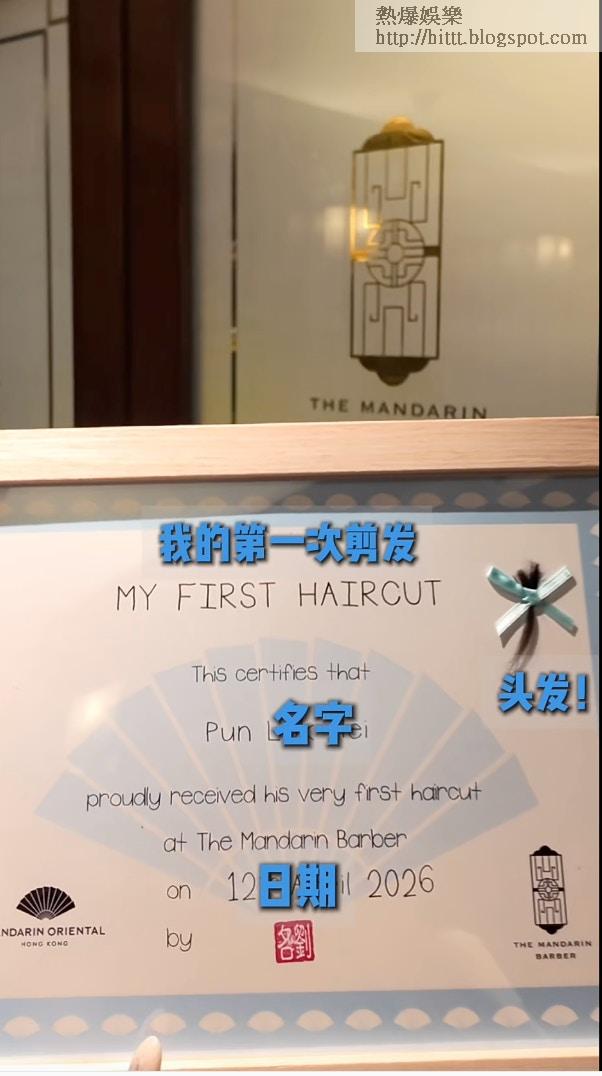 熱爆娛樂
http://hitt.blogspot.com
THE MANDARIN
我的第一次剪发
MY FIRST HAIRCUT
头发!
This certifies that
Pun
名字
proudly received his very first haircut
at The Mandarin Barber
on 12
日期
2026
by
MANDARIN ORIENTAL
HONG KONG
THE MANDARIN
BARBER